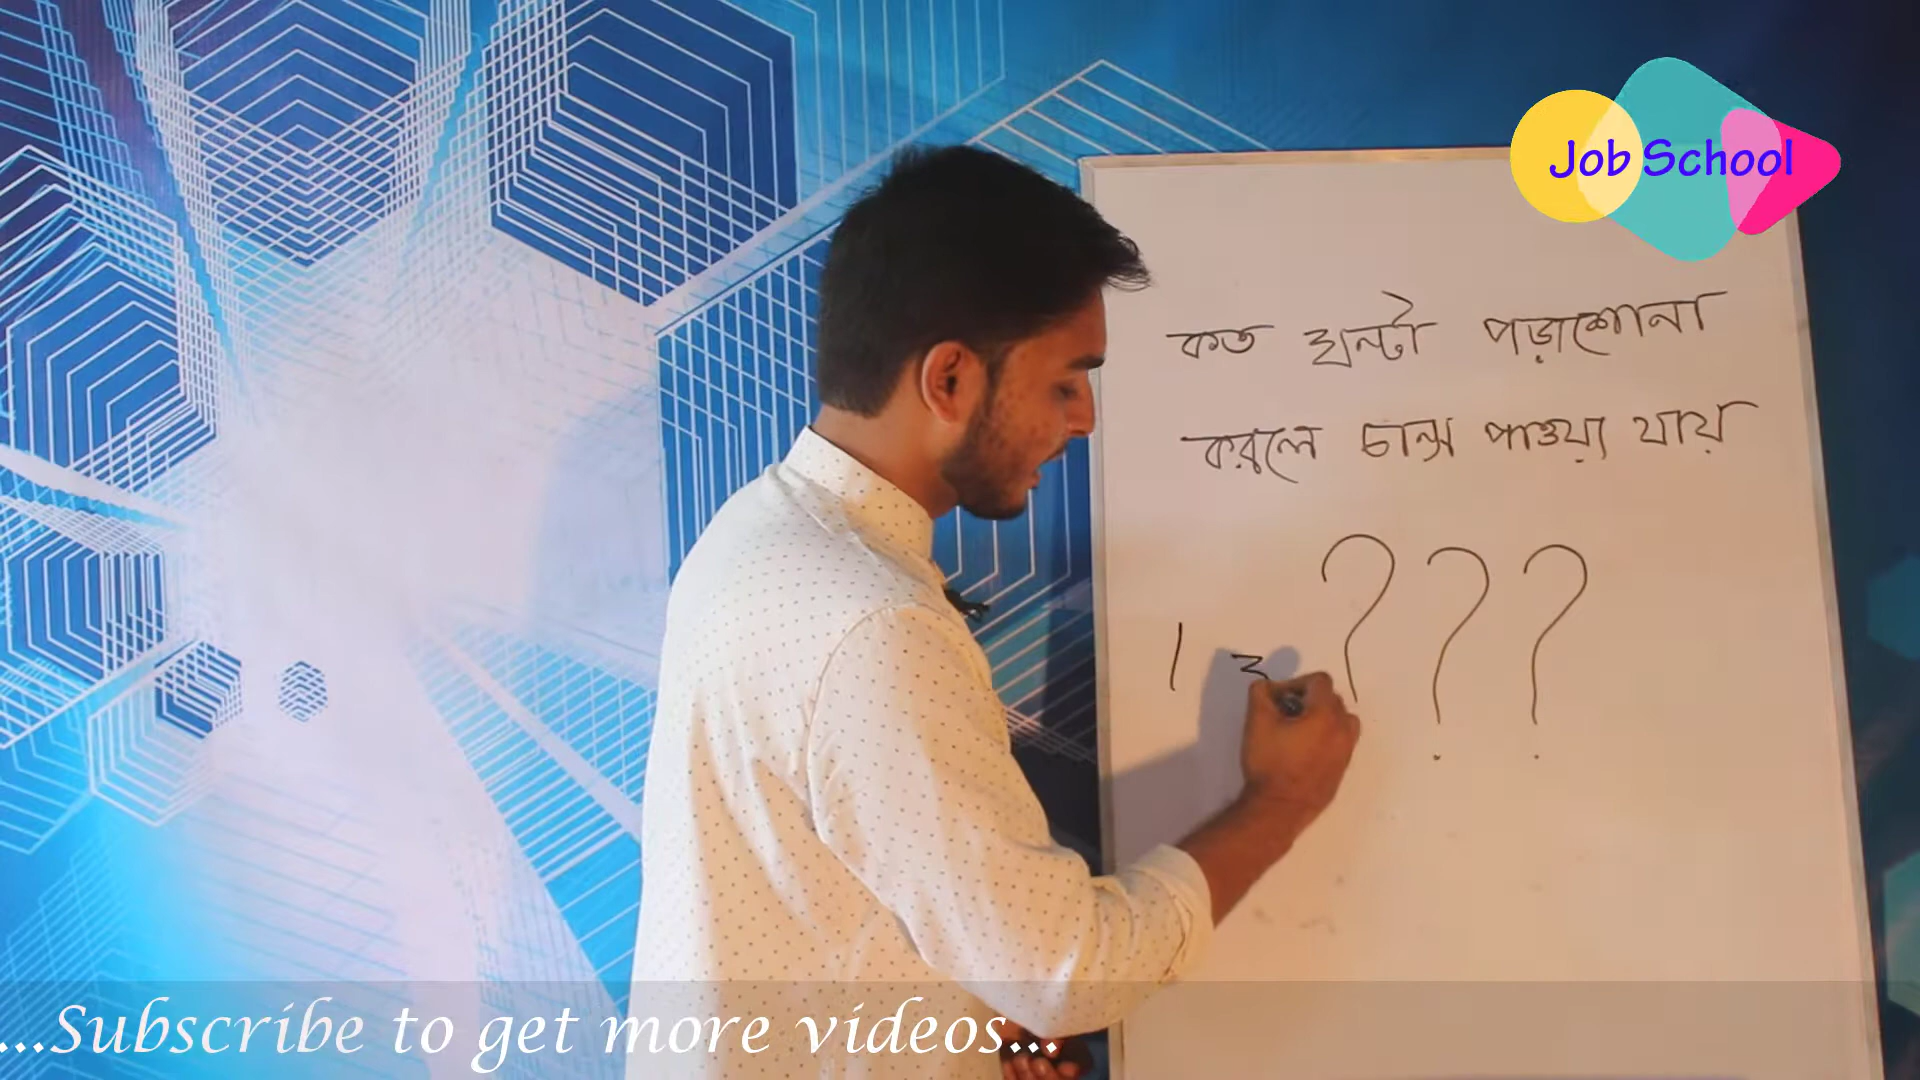 Job School
কত ঘন্টা পড়াশোনা
করলে চান্স পাওয়া যায়
? ? ?
...Subscribe to get more videos...